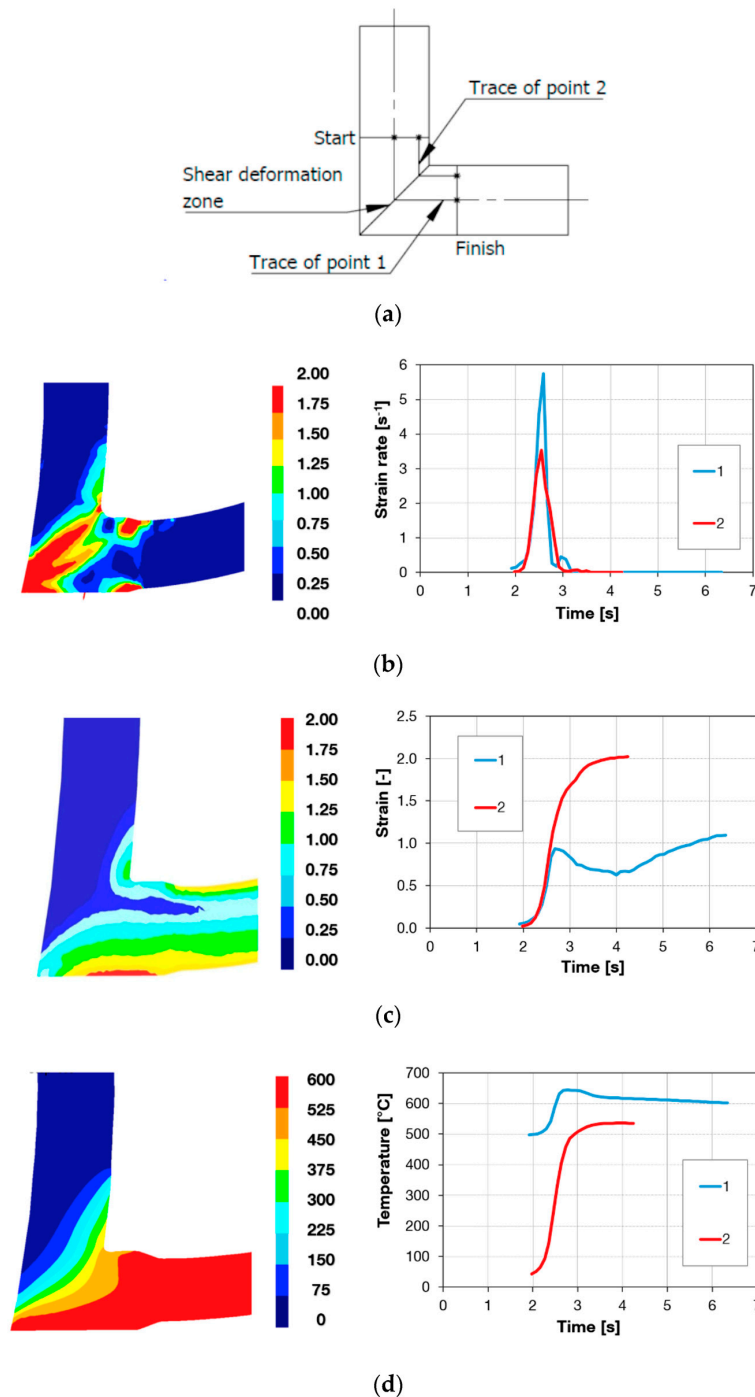 Trace of point 2
Start
Shear deformation
zone
Trace of point 1
Finish
(a)
2.00
1.75
1.50
1.25
1.00
0.75
0.50
0.25
0.00
Strain rate [s⁻¹]
6
5
4
3
2
1
0
1
2
0 1 2 3 4 5 6 7
Time [s]
(b)
2.00
1.75
1.50
1.25
1.00
0.75
0.50
0.25
0.00
Strain [-]
2.5
2.0
1.5
1.0
0.5
0.0
1
2
0 1 2 3 4 5 6 7
Time [s]
(c)
600
525
450
375
300
225
150
75
0
Temperature [°C]
700
600
500
400
300
200
100
0
1
2
0 1 2 3 4 5 6 7
Time [s]
(d)